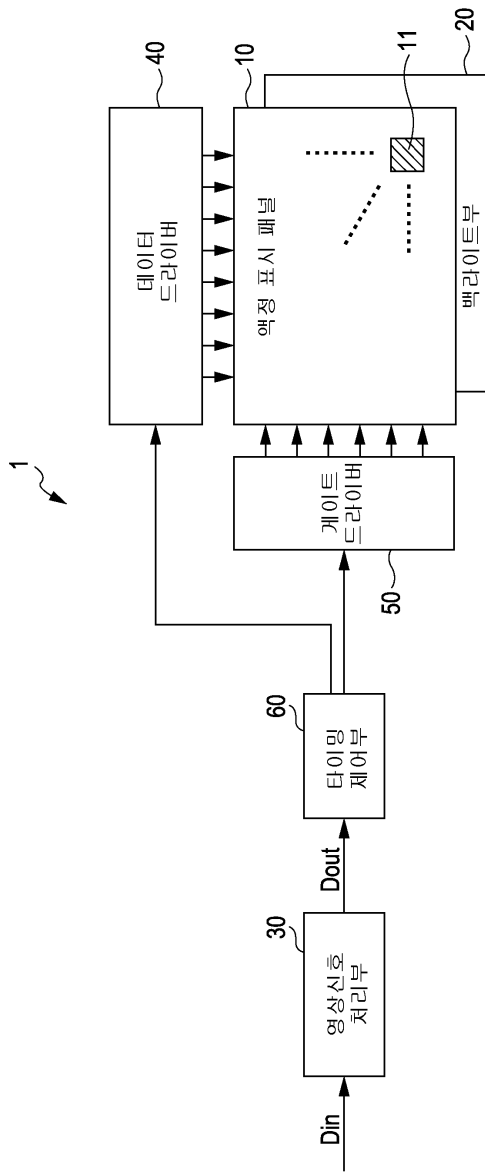 1
40
데이터
드라이버
10
액정 표시 패널
11
20
백라이트부
게이트
드라이버
50
60
타이밍
제어부
Dout
30
영상신호
처리부
Din